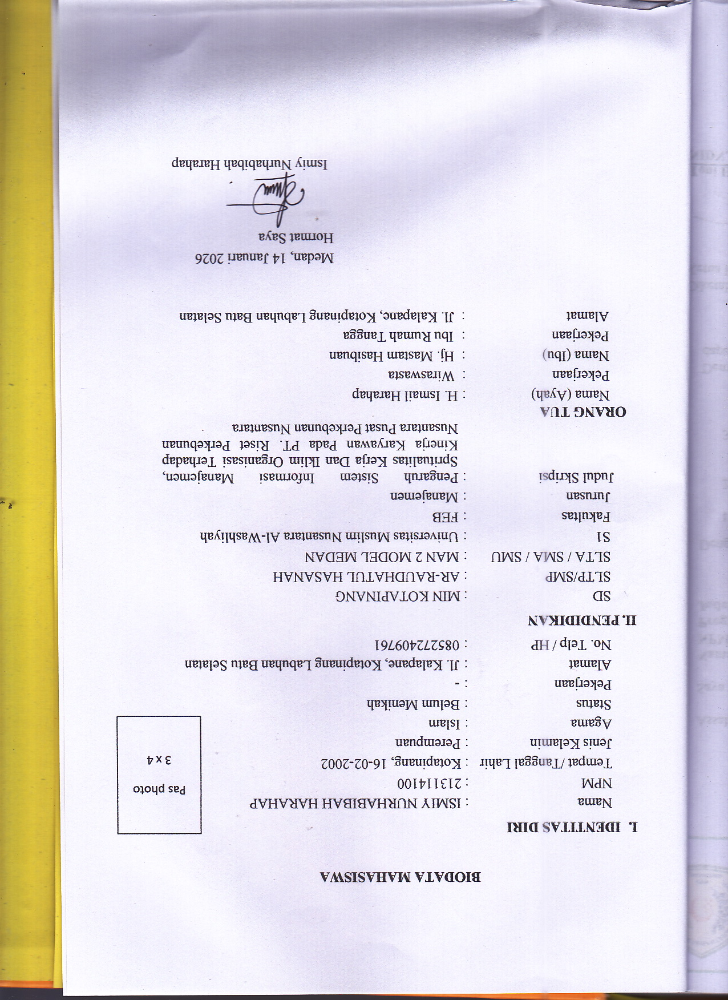 BIODATA MAHASISWA
I. IDENTITAS DIRI
Nama : ISMIY NURHABIBAH HARAHAP
NPM : 213114100
Tempat /Tanggal Lahir : Kotapinang, 16-02-2002
Jenis Kelamin : Perempuan
Agama : Islam
Status : Belum Menikah
Pekerjaan : -
Alamat : Jl. Kalapane, Kotapinang Labuhan Batu Selatan
No. Telp / HP : 085272409761
Pas photo
3 x 4
II. PENDIDIKAN
SD : MIN KOTAPINANG
SLTP/SMP : AR-RAUDHATUL HASANAH
SLTA / SMA / SMU : MAN 2 MODEL MEDAN
S1 : Universitas Muslim Nusantara Al-Washliyah
Fakultas : FEB
Jurusan : Manajemen
Judul Skripsi : Pengaruh Sistem Informasi Manajemen,
Spritualitas Kerja Dan Iklim Organisasi Terhadap
Kinerja Karyawan Pada PT. Riset Perkebunan
Nusantara Pusat Perkebunan Nusantara
ORANG TUA
Nama (Ayah) : H. Ismail Harahap
Pekerjaan : Wiraswasta
Nama (Ibu) : Hj. Mastam Hasibuan
Pekerjaan : Ibu Rumah Tangga
Alamat : Jl. Kalapane, Kotapinang Labuhan Batu Selatan
Medan, 14 Januari 2026
Hormat Saya
Ismiy Nurhabibah Harahap